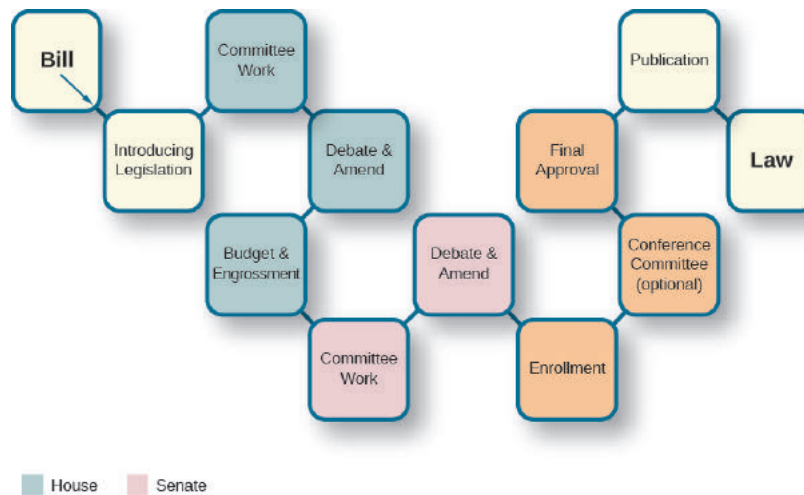 Bill
Introducing
Legislation
Committee
Work
Debate &
Amend
Budget &
Engrossment
Committee
Work
Debate &
Amend
Enrollment
Conference
Committee
(optional)
Final
Approval
Publication
Law
House
Senate